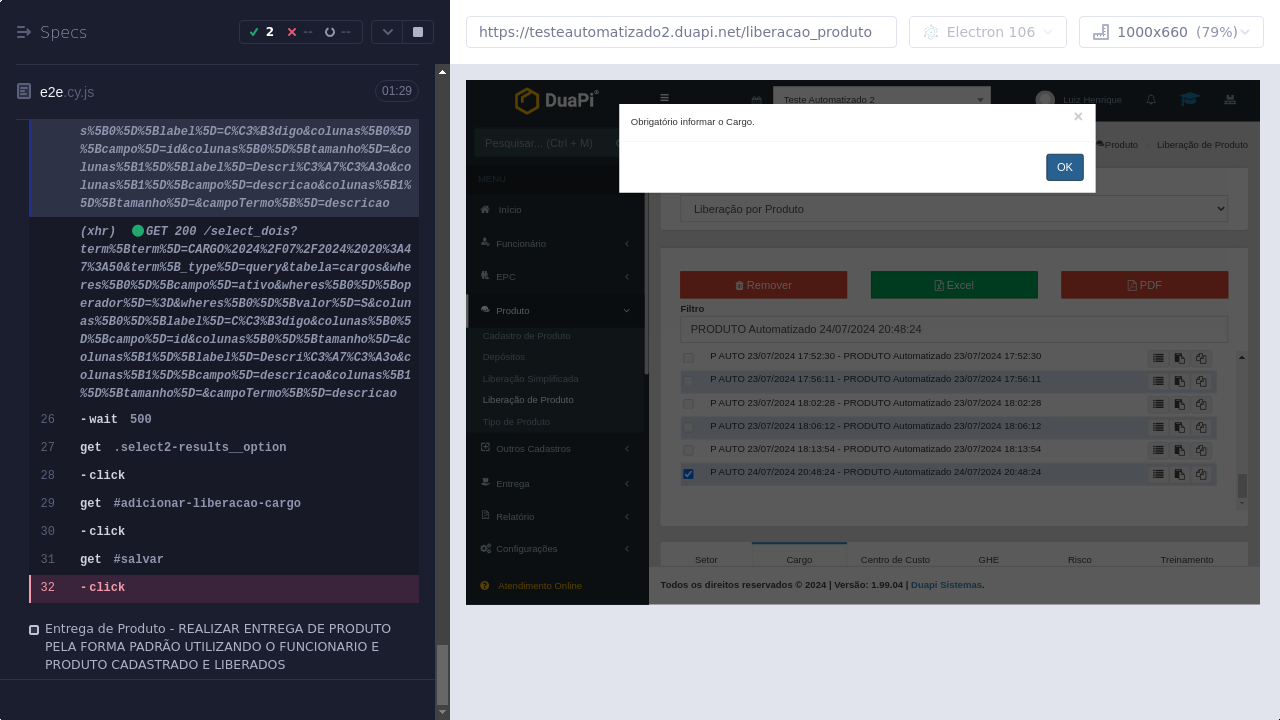 Specs
2
--
--
https://testeautomatizado2.duapi.net/liberacao_produto
Electron 106
1000x660 (79%)
e2e.cy.js
01:29
s%5B0%5D%5Blabel%5D=C%C3%B3digo&colunas%5B0%5D
%5Bcampo%5D=id&colunas%5B0%5D%5Btamanho%5D=&co
lunas%5B1%5D%5Blabel%5D=Descri%C3%A7%C3%A3o&co
lunas%5B1%5D%5Bcampo%5D=descricao&colunas%5B1%
5D%5Btamanho%5D=&campoTermo%5B%5D=descricao
(xhr) GET 200 /select_dois?
term%5Bterm%5D=CARGO%2024%2F07%2F2024%2020%3A4
7%3A50&term%5B_type%5D=query&tabela=cargos&whe
res%5B0%5D%5Bcampo%5D=ativo&wheres%5B0%5D%5Bop
erador%5D=%3D&wheres%5B0%5D%5Bvalor%5D=S&colun
as%5B0%5D%5Blabel%5D=C%C3%B3digo&colunas%5B0%5
D%5Bcampo%5D=id&colunas%5B0%5D%5Btamanho%5D=&c
olunas%5B1%5D%5Blabel%5D=Descri%C3%A7%C3%A3o&c
olunas%5B1%5D%5Bcampo%5D=descricao&colunas%5B1
%5D%5Btamanho%5D=&campoTermo%5B%5D=descricao
26 -wait 500
27 get .select2-results__option
28 -click
29 get #adicionar-liberacao-cargo
30 -click
31 get #salvar
32 -click
Entrega de Produto - REALIZAR ENTREGA DE PRODUTO
PELA FORMA PADRÃO UTILIZANDO O FUNCIONARIO E
PRODUTO CADASTRADO E LIBERADOS
DuaPi
Teste Automatizado 2
Luiz Henrique
Pesquisar... (Ctrl + M)
MENU
Início
Funcionário
EPC
Produto
Cadastro de Produto
Depósitos
Liberação Simplificada
Liberação de Produto
Tipo de Produto
Outros Cadastros
Entrega
Relatório
Configurações
Atendimento Online
Obrigatório informar o Cargo.
×
OK
Produto
Liberação de Produto
Liberação por Produto
Remover
Excel
PDF
Filtro
PRODUTO Automatizado 24/07/2024 20:48:24
P AUTO 23/07/2024 17:52:30 - PRODUTO Automatizado 23/07/2024 17:52:30
P AUTO 23/07/2024 17:56:11 - PRODUTO Automatizado 23/07/2024 17:56:11
P AUTO 23/07/2024 18:02:28 - PRODUTO Automatizado 23/07/2024 18:02:28
P AUTO 23/07/2024 18:06:12 - PRODUTO Automatizado 23/07/2024 18:06:12
P AUTO 23/07/2024 18:13:54 - PRODUTO Automatizado 23/07/2024 18:13:54
P AUTO 24/07/2024 20:48:24 - PRODUTO Automatizado 24/07/2024 20:48:24
Setor
Cargo
Centro de Custo
GHE
Risco
Treinamento
Todos os direitos reservados © 2024 | Versão: 1.99.04 | Duapi Sistemas.